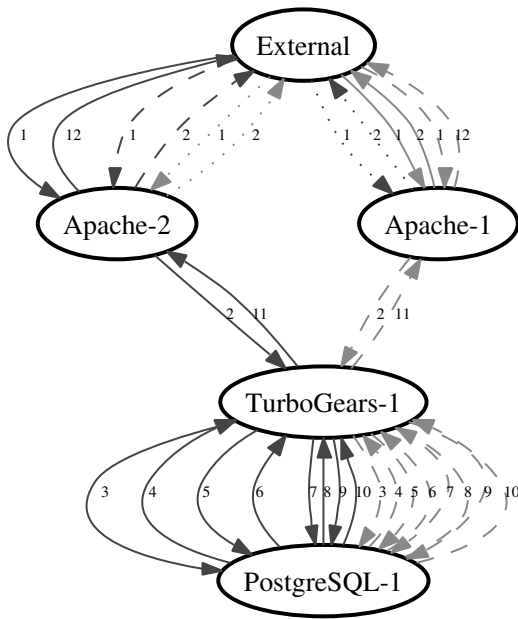 External
1 12 1 2 1 2 1 2 1 2 1 12
Apache-2 Apache-1
2 11 2 11
TurboGears-1
3 4 5 6 7 8 9 10 3 4 5 6 7 8 9 10
PostgreSQL-1